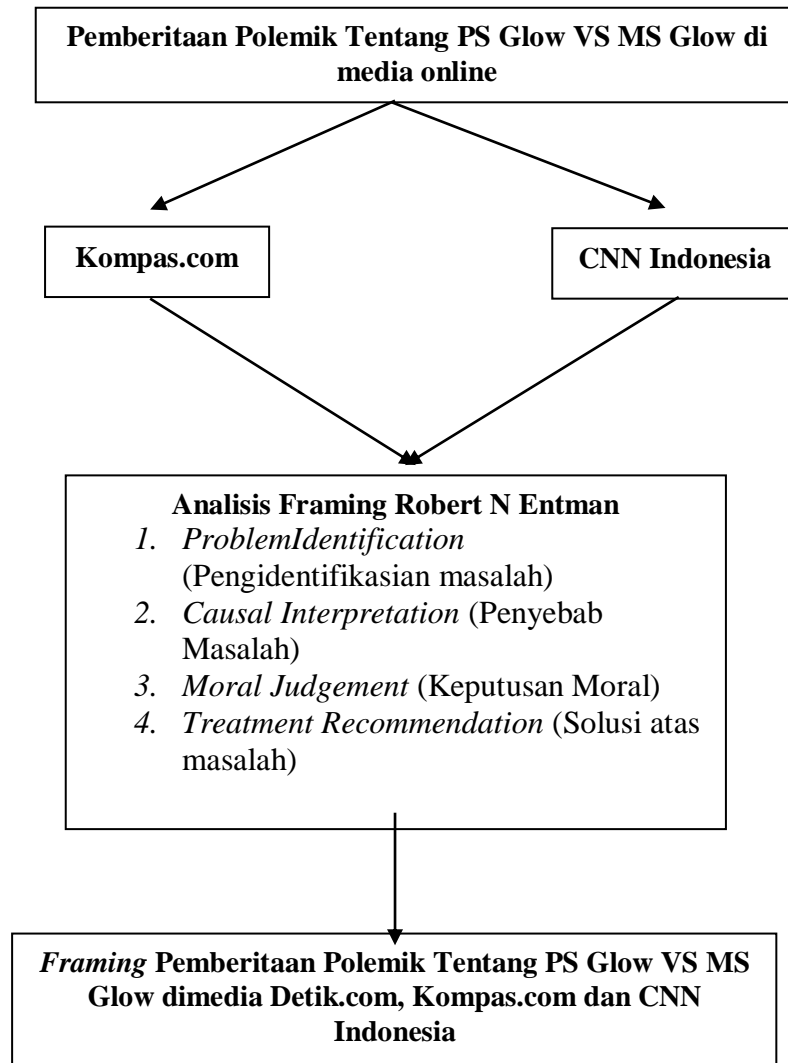 Pemberitaan Polemik Tentang PS Glow VS MS Glow di
media online
Kompas.com
CNN Indonesia
Analisis Framing Robert N Entman
1. ProblemIdentification
(Pengidentifikasian masalah)
2. Causal Interpretation (Penyebab
Masalah)
3. Moral Judgement (Keputusan Moral)
4. Treatment Recommendation (Solusi atas
masalah)
Framing Pemberitaan Polemik Tentang PS Glow VS MS
Glow dimedia Detik.com, Kompas.com dan CNN
Indonesia